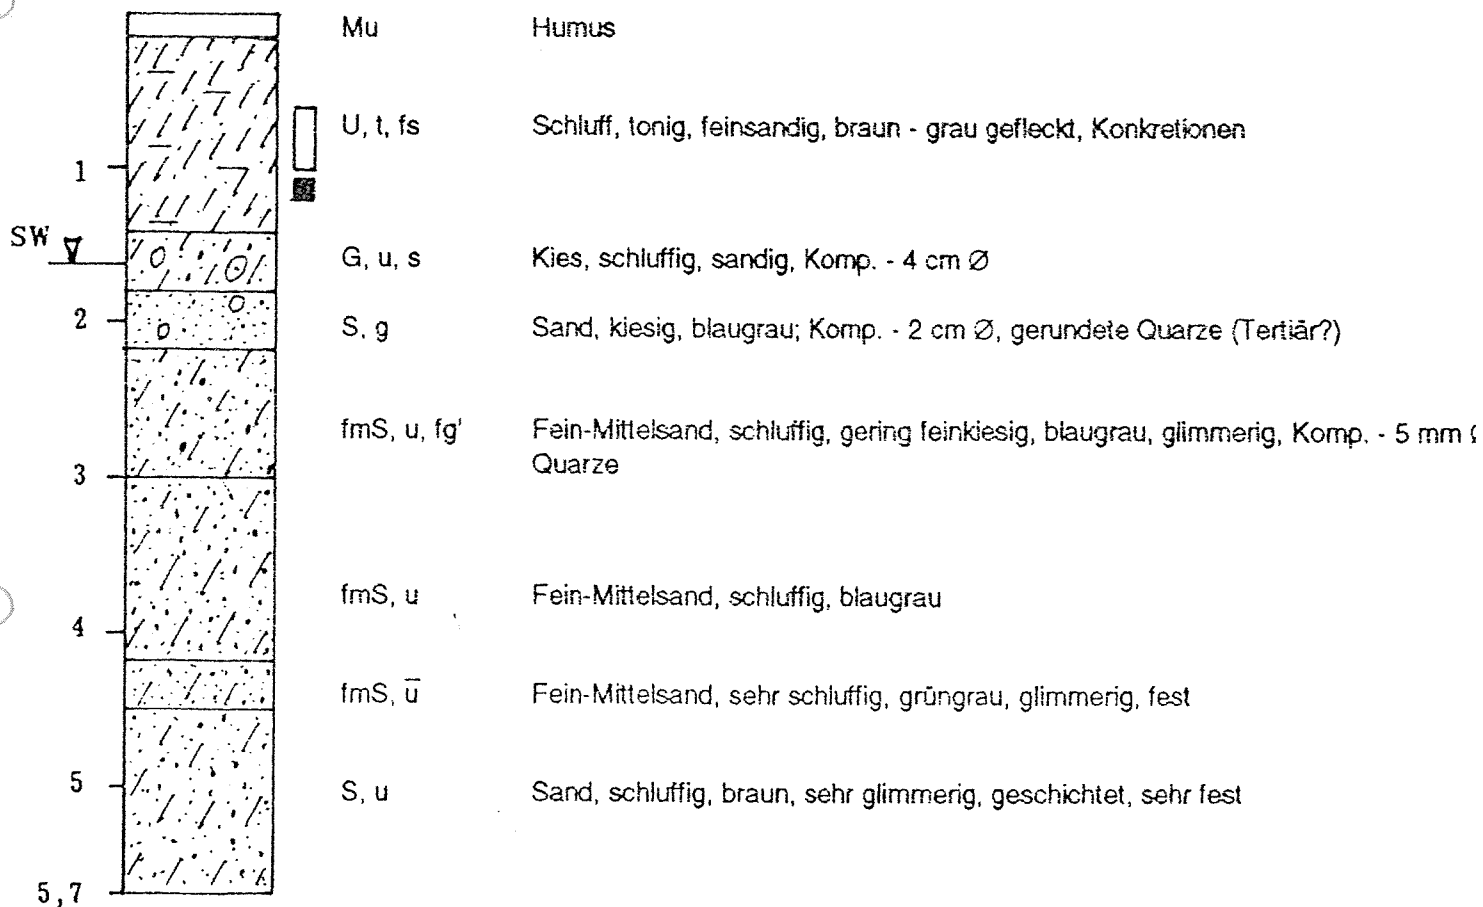 Mu Humus
U, t, fs Schluff, tonig, feinsandig, braun - grau gefleckt, Konkretionen
1
SW
G, u, s Kies, schluffig, sandig, Komp. - 4 cm Ø
2 S, g Sand, kiesig, blaugrau; Komp. - 2 cm Ø, gerundete Quarze (Tertiär?)
fmS, u, fg' Fein-Mittelsand, schluffig, gering feinkiesig, blaugrau, glimmerig, Komp. - 5 mm
Quarze
3
fmS, u Fein-Mittelsand, schluffig, blaugrau
4
fmS, u̅ Fein-Mittelsand, sehr schluffig, grüngrau, glimmerig, fest
5 S, u Sand, schluffig, braun, sehr glimmerig, geschichtet, sehr fest
5,7